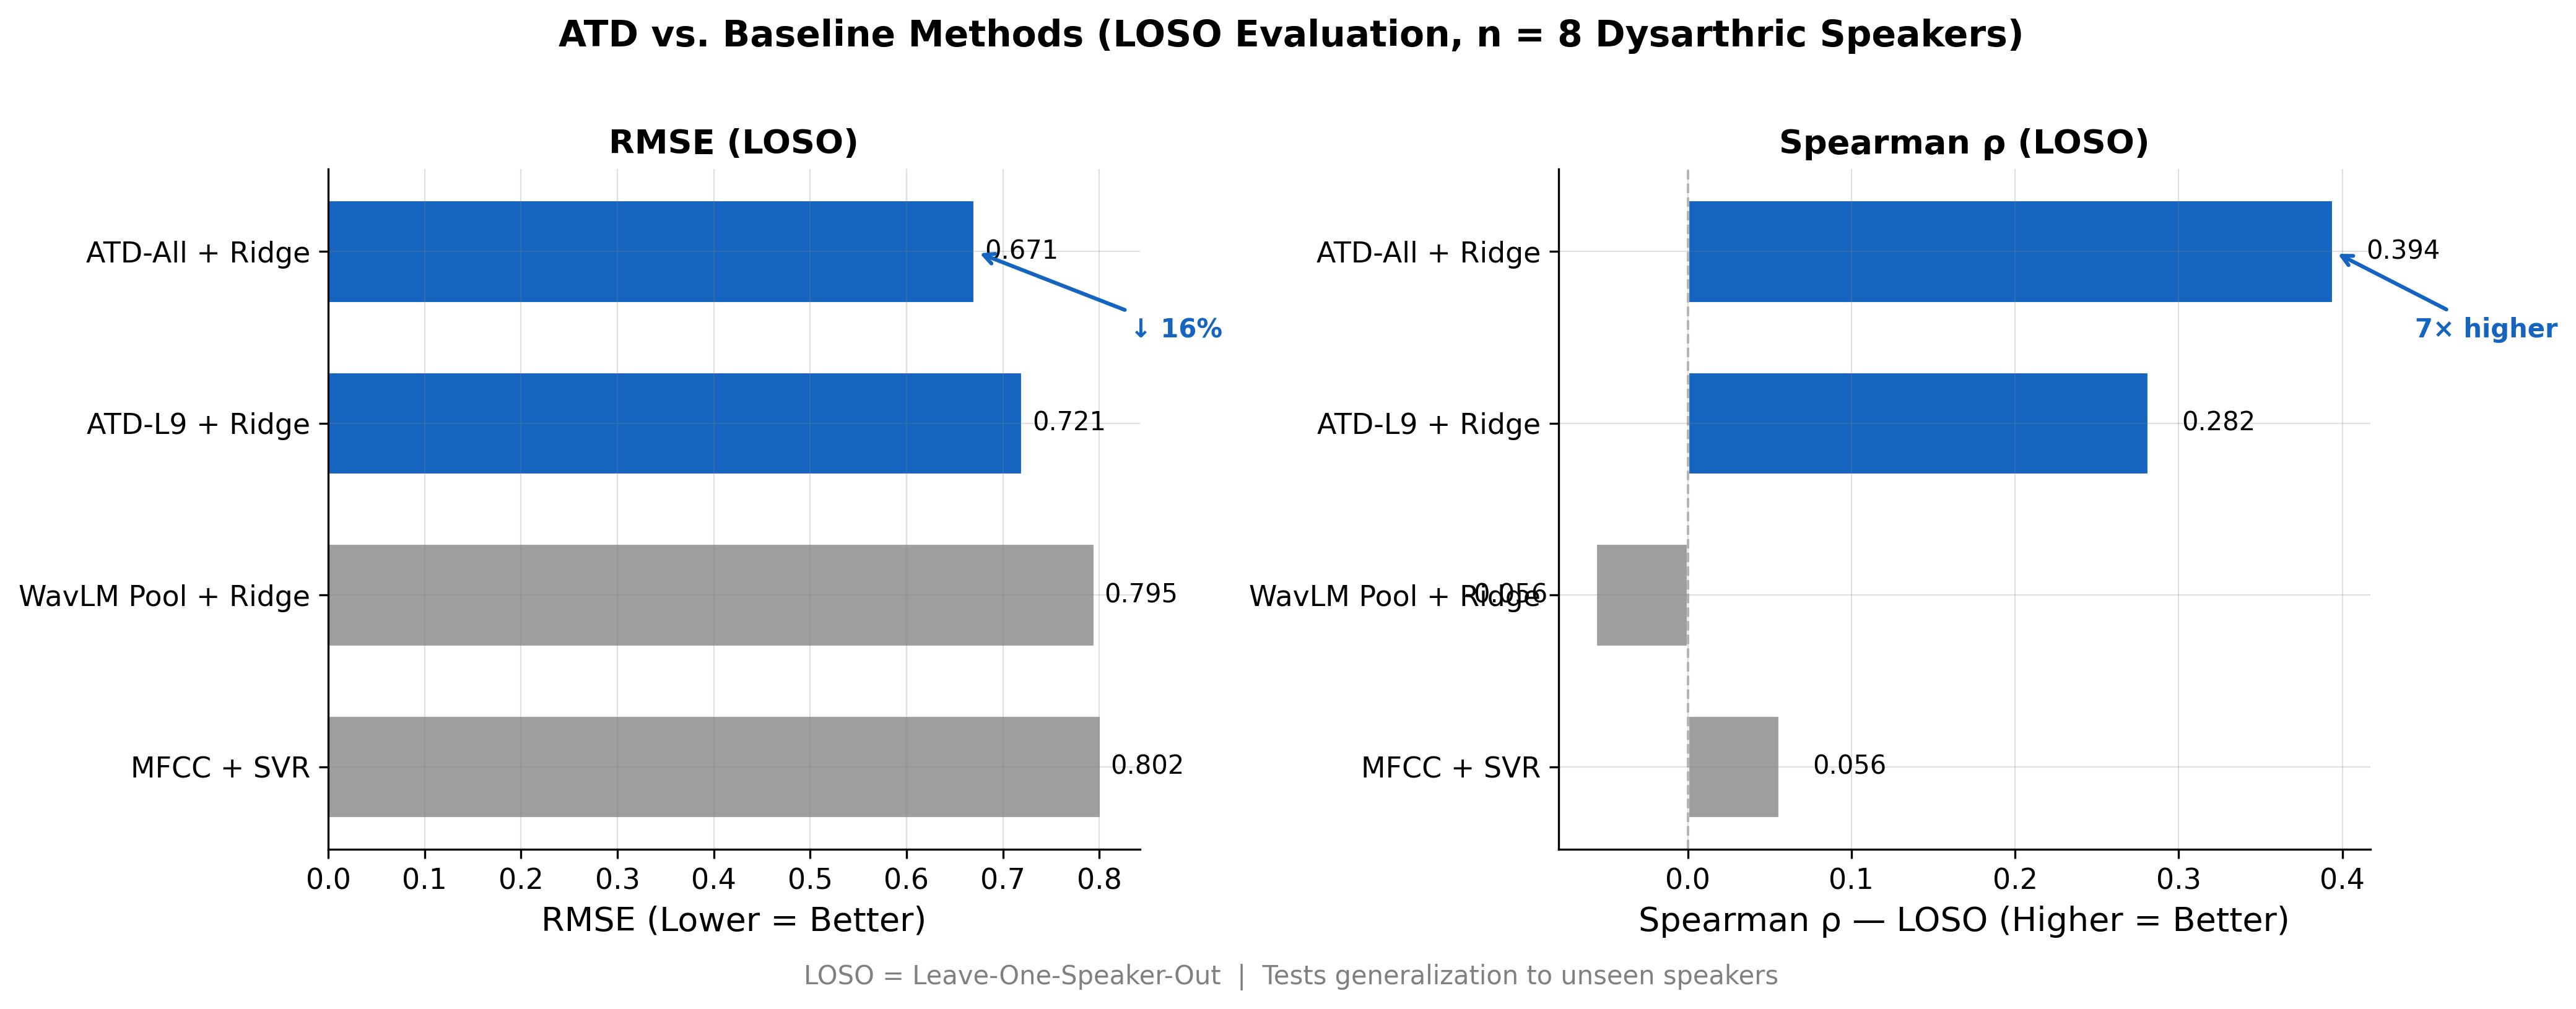 ATD vs. Baseline Methods (LOSO Evaluation, n = 8 Dysarthric Speakers)
RMSE (LOSO)
ATD-All + Ridge
0.671
↓ 16%
ATD-L9 + Ridge
0.721
WavLM Pool + Ridge
0.795
MFCC + SVR
0.802
0.0 0.1 0.2 0.3 0.4 0.5 0.6 0.7 0.8
RMSE (Lower = Better)
Spearman ρ (LOSO)
ATD-All + Ridge
0.394
7× higher
ATD-L9 + Ridge
0.282
WavLM Pool + Ridge
0.056
MFCC + SVR
0.056
0.0 0.1 0.2 0.3 0.4
Spearman ρ — LOSO (Higher = Better)
LOSO = Leave-One-Speaker-Out | Tests generalization to unseen speakers